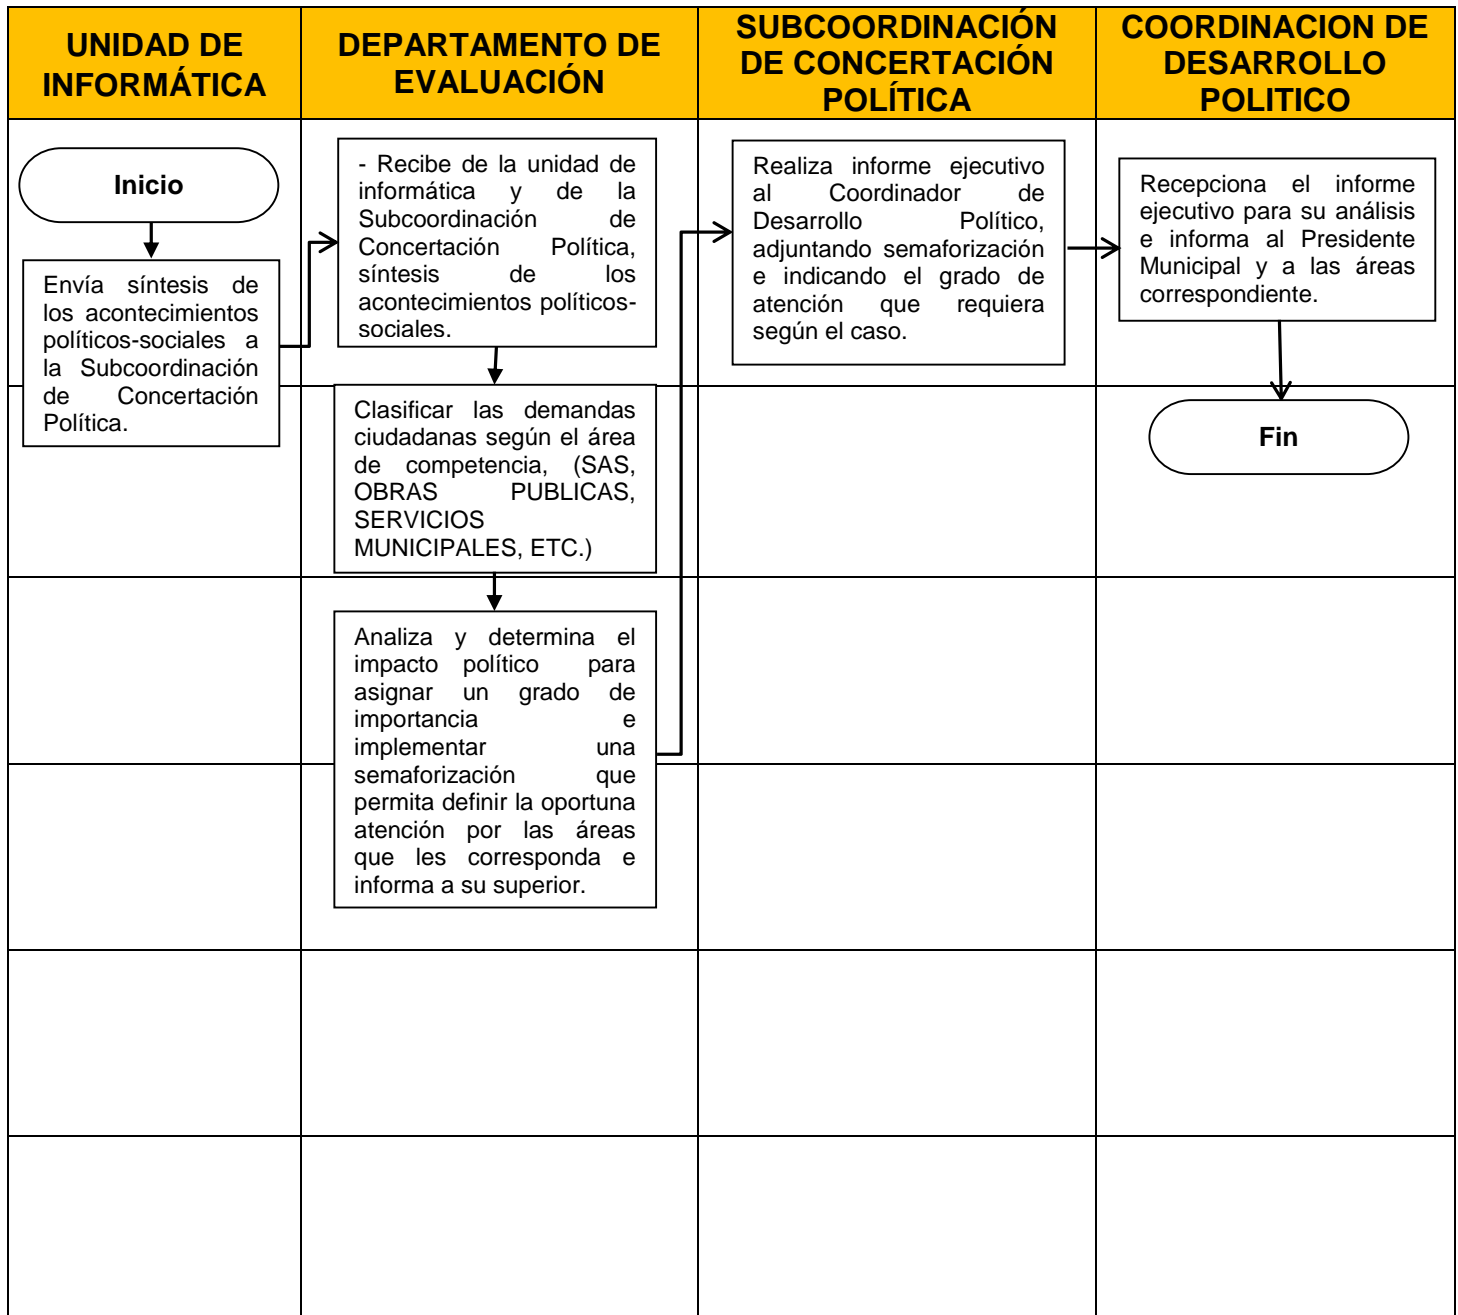 UNIDAD DE
INFORMÁTICA
DEPARTAMENTO DE
EVALUACIÓN
SUBCOORDINACIÓN
DE CONCERTACIÓN
POLÍTICA
COORDINACION DE
DESARROLLO
POLITICO
Inicio
Envía síntesis de
los acontecimientos
políticos-sociales a
la Subcoordinación
de Concertación
Política.
- Recibe de la unidad de
informática y de la
Subcoordinación de
Concertación Política,
síntesis de los
acontecimientos políticos-
sociales.
Clasificar las demandas
ciudadanas según el área
de competencia, (SAS,
OBRAS PUBLICAS,
SERVICIOS
MUNICIPALES, ETC.)
Analiza y determina el
impacto político para
asignar un grado de
importancia e
implementar una
semaforización que
permita definir la oportuna
atención por las áreas
que les corresponda e
informa a su superior.
Realiza informe ejecutivo
al Coordinador de
Desarrollo Político,
adjuntando semaforización
e indicando el grado de
atención que requiera
según el caso.
Recepciona el informe
ejecutivo para su análisis
e informa al Presidente
Municipal y a las áreas
correspondiente.
Fin